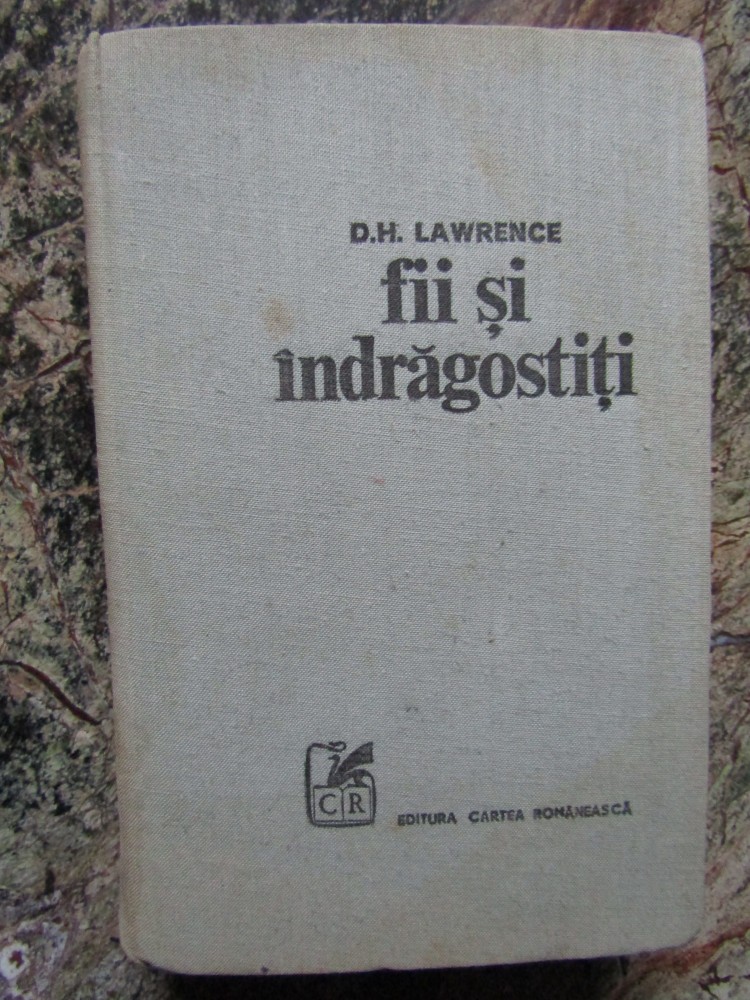 D.H. LAWRENCE
fii și
îndrăgostiți
CR
EDITURA CARTEA ROMÂNEASCĂ